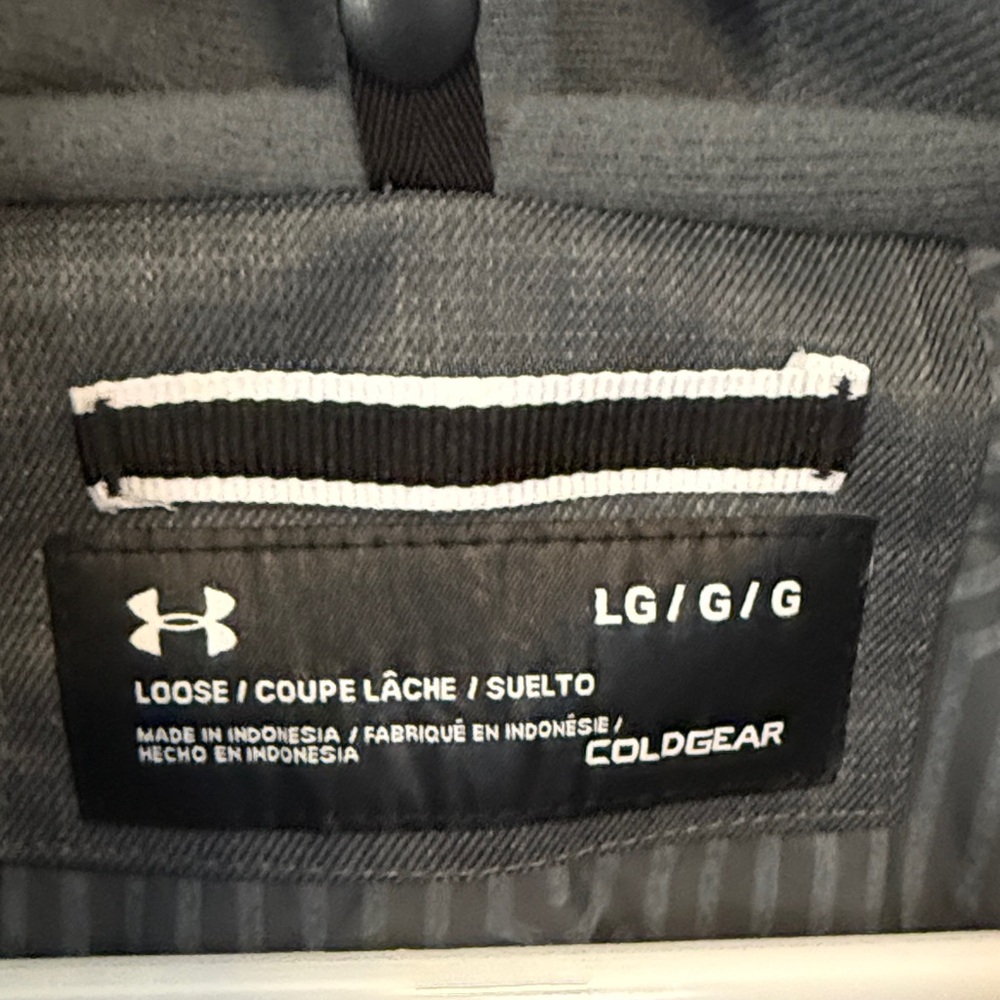 LG / G / G
LOOSE / COUPE LÂCHE / SUELTO
MADE IN INDONESIA / FABRIQUÉ EN INDONÉSIE /
HECHO EN INDONESIA
COLDGEAR